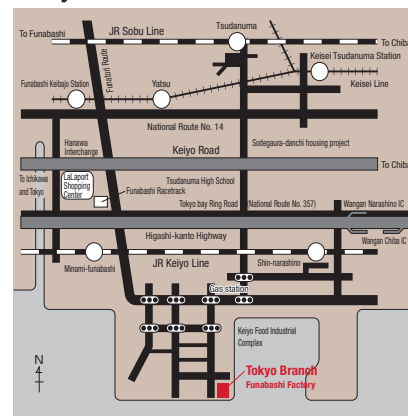 Tsudanuma
To Funabashi
JR Sobu Line
To Chiba
Keisei Tsudanuma Station
Funatori Route
Funabashi Keibajo Station
Yatsu
Keisei Line
National Route No. 14
Hanawa
Interchange
Sodegaura-danchi housing project
Keiyo Road
To Chiba
To Ichikawa
and Tokyo
LaLaport
Shopping
Center
Tsudanuma High School
Funabashi Racetrack
Tokyo bay Ring Road
(National Route No. 357)
Wangan Narashino IC
Higashi-kanto Highway
Wangan Chiba IC
Minami-funabashi
JR Keiyo Line
Shin-narashino
Gas station
Keiyo Food Industrial
Complex
N
4
Tokyo Branch
Funabashi Factory